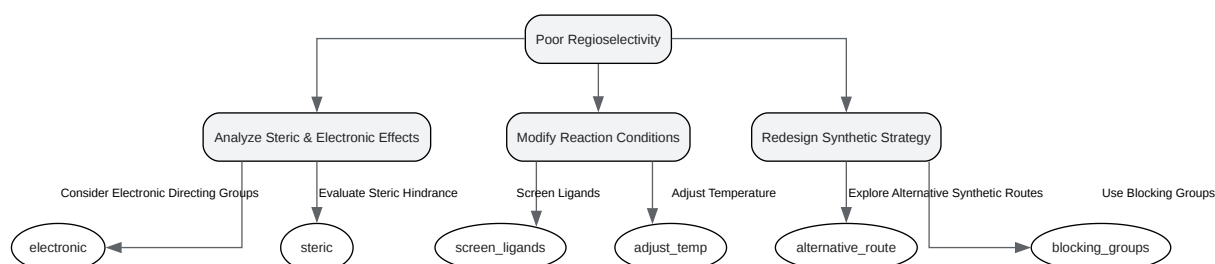 Poor Regioselectivity
Analyze Steric & Electronic Effects
Modify Reaction Conditions
Redesign Synthetic Strategy
Consider Electronic Directing Groups
Evaluate Steric Hindrance
Screen Ligands
Adjust Temperature
Explore Alternative Synthetic Routes
Use Blocking Groups
electronic
steric
screen_ligands
adjust_temp
alternative_route
blocking_groups